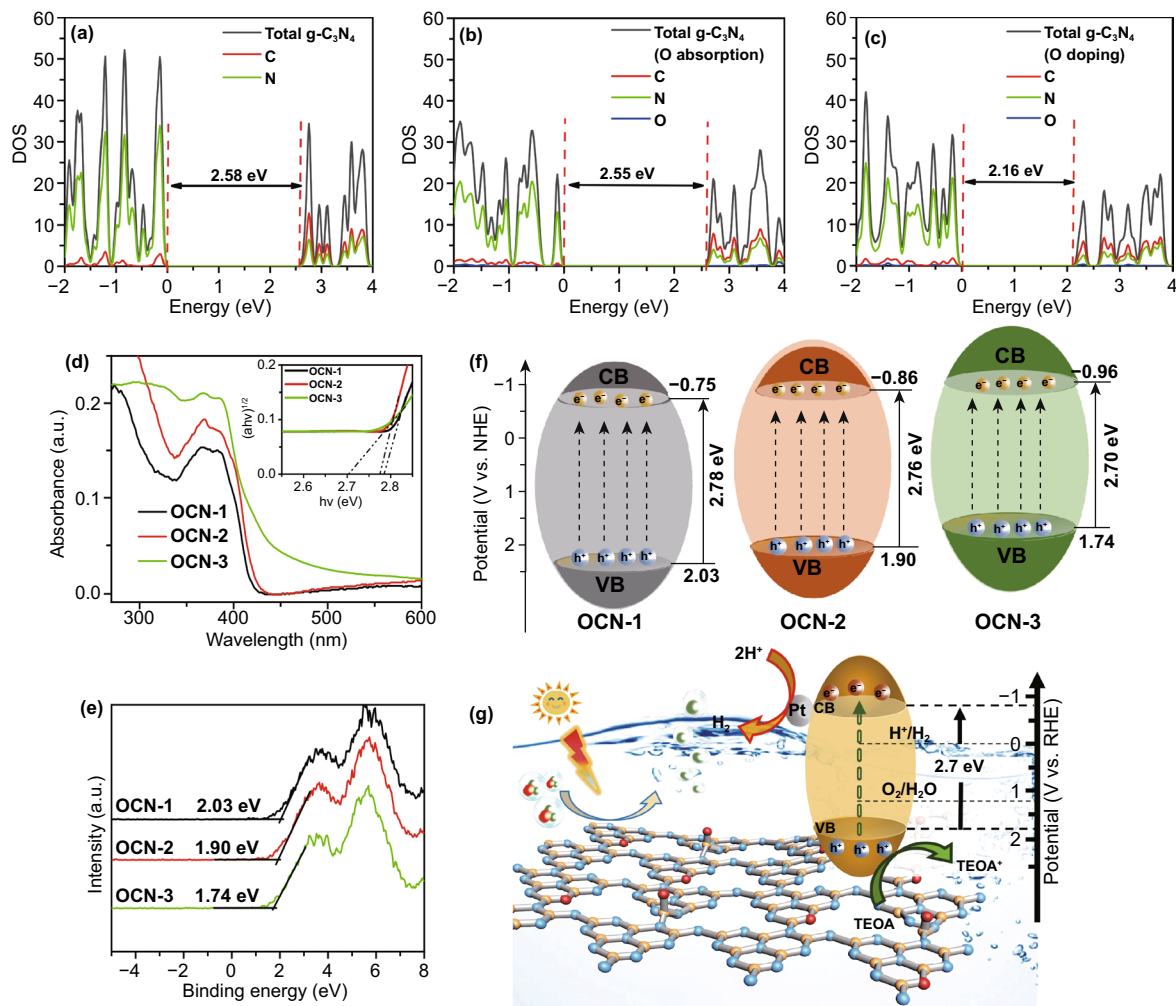 (a)
Total g-C₃N₄
C
N
2.58 eV
DOS
60
50
40
30
20
10
0
−2 −1 0 1 2 3 4
Energy (eV)
(b)
Total g-C₃N₄
(O absorption)
C
N
O
2.55 eV
DOS
60
50
40
30
20
10
0
−2 −1 0 1 2 3 4
Energy (eV)
(c)
Total g-C₃N₄
(O doping)
C
N
O
2.16 eV
DOS
60
50
40
30
20
10
0
−2 −1 0 1 2 3 4
Energy (eV)
(d)
OCN-1
OCN-2
OCN-3
Absorbance (a.u.)
0.2
0.1
0.0
300 400 500 600
Wavelength (nm)
OCN-1
OCN-2
OCN-3
(ahv)¹ᐟ²
0.2
0.1
0.0
2.6 2.7 2.8
hv (eV)
(f)
Potential (V vs. NHE)
−1
0
1
2
CB
−0.75
e⁻ e⁻ e⁻ e⁻
2.78 eV
h⁺ h⁺ h⁺ h⁺
2.03
VB
OCN-1
CB
−0.86
e⁻ e⁻ e⁻ e⁻
2.76 eV
h⁺ h⁺ h⁺ h⁺
1.90
VB
OCN-2
CB
−0.96
e⁻ e⁻ e⁻ e⁻
2.70 eV
h⁺ h⁺ h⁺ h⁺
1.74
VB
OCN-3
(e)
OCN-1 2.03 eV
OCN-2 1.90 eV
OCN-3 1.74 eV
Intensity (a.u.)
−4 −2 0 2 4 6 8
Binding energy (eV)
(g)
2H⁺
H₂
Pt
e⁻ e⁻ e⁻
CB
H⁺/H₂
2.7 eV
O₂/H₂O
VB
h⁺ h⁺ h⁺
TEOA⁺
TEOA
−1
0
1
2
Potential (V vs. RHE)